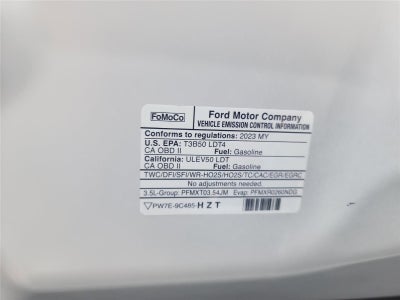 FoMoCo Ford Motor Company
VEHICLE EMISSION CONTROL INFORMATION
Conforms to regulations: 2023 MY
U.S. EPA: T3B50 LDT4
CA OBD II Fuel: Gasoline
California: ULEV50 LDT
CA OBD II Fuel: Gasoline
TWC/DFI/SFI/WR-HO2S/HO2S/TC/CAC/EGR/EGRC
No adjustments needed.
3.5L-Group: PFMXT03.54JM Evap: PFMXR0260NDG
PW7E-9C485 HZT